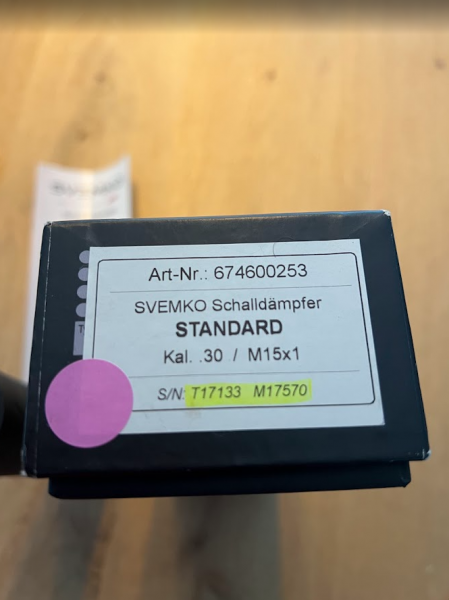 Art-Nr.: 674600253
SVEMKO Schalldämpfer
STANDARD
Kal. .30 / M15x1
S/N: T17133 M17570